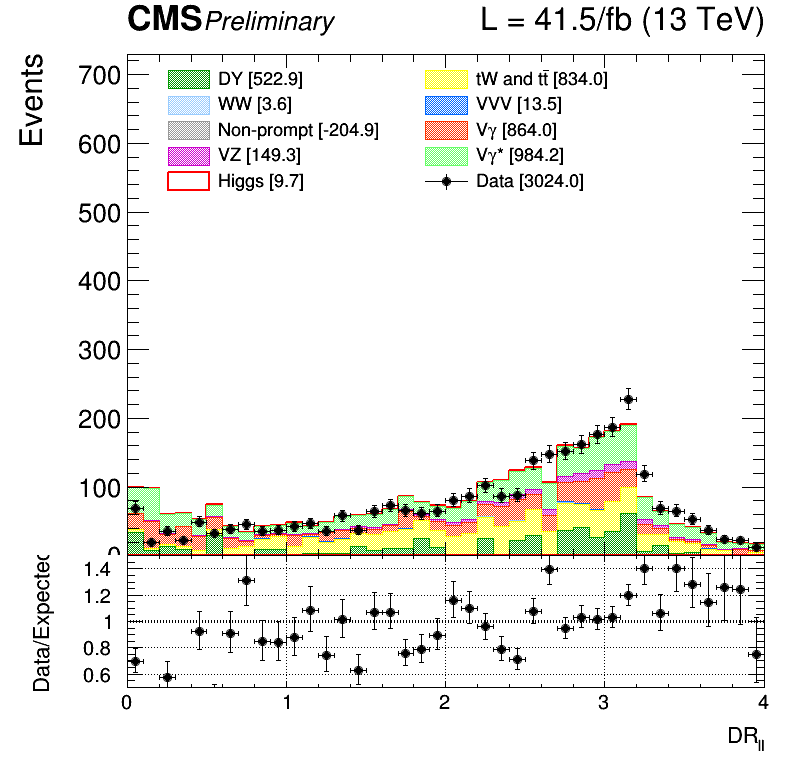 CMS Preliminary L = 41.5/fb (13 TeV)
Events
700
600
500
400
300
200
100
0
DY [522.9]
WW [3.6]
Non-prompt [-204.9]
VZ [149.3]
Higgs [9.7]
tW and tt̄ [834.0]
VVV [13.5]
Vγ [864.0]
Vγ* [984.2]
Data [3024.0]
Data/Expected
1.4
1.2
1
0.8
0.6
0 1 2 3 4
DRll